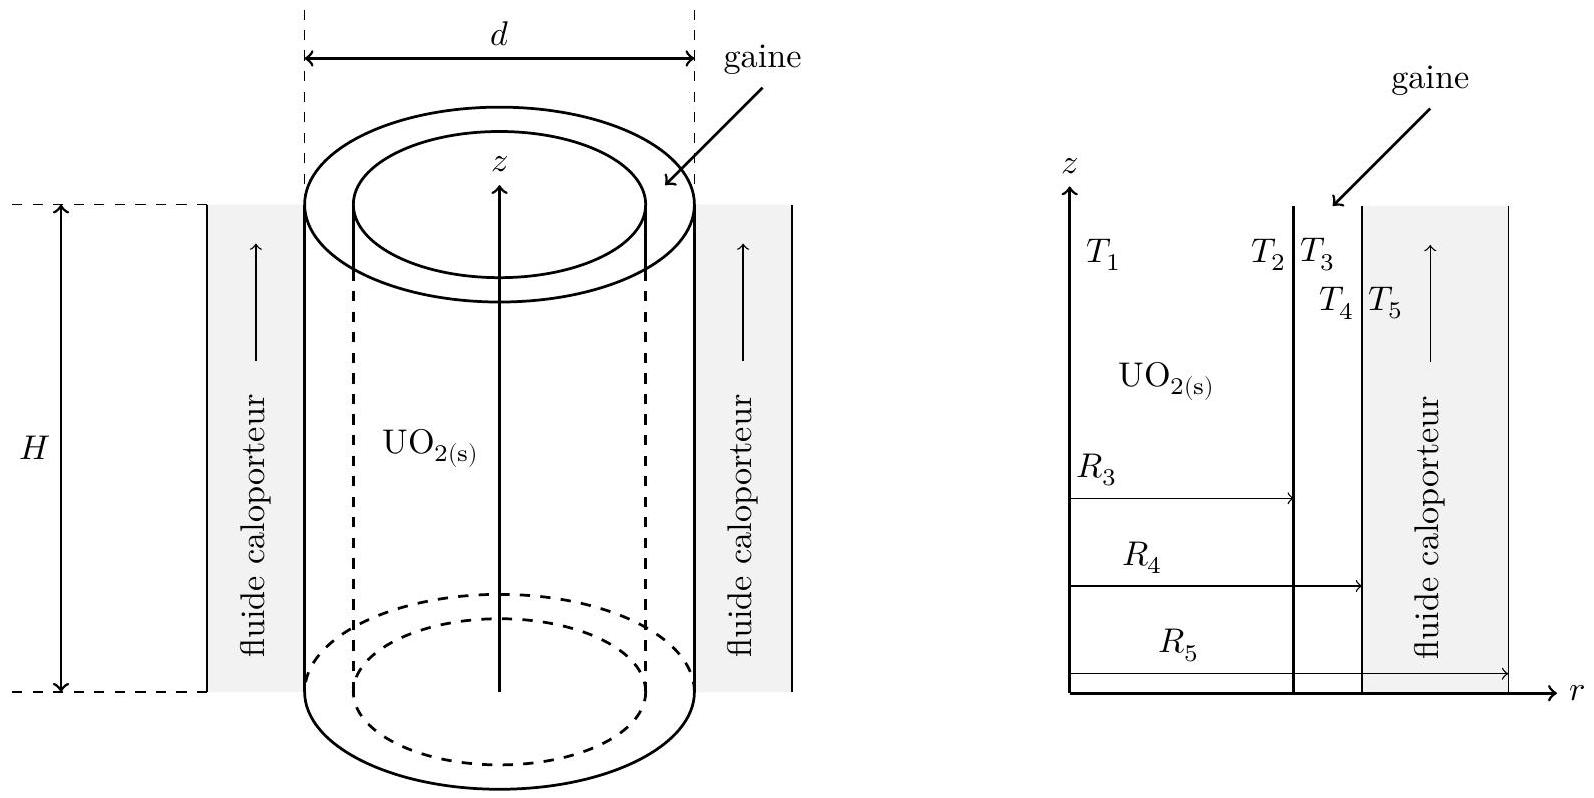 d
gaine
z
H
UO2(s)
fluide caloporteur
fluide caloporteur
gaine
z
T1
T2
T3
T4
T5
UO2(s)
R3
R4
R5
fluide caloporteur
r